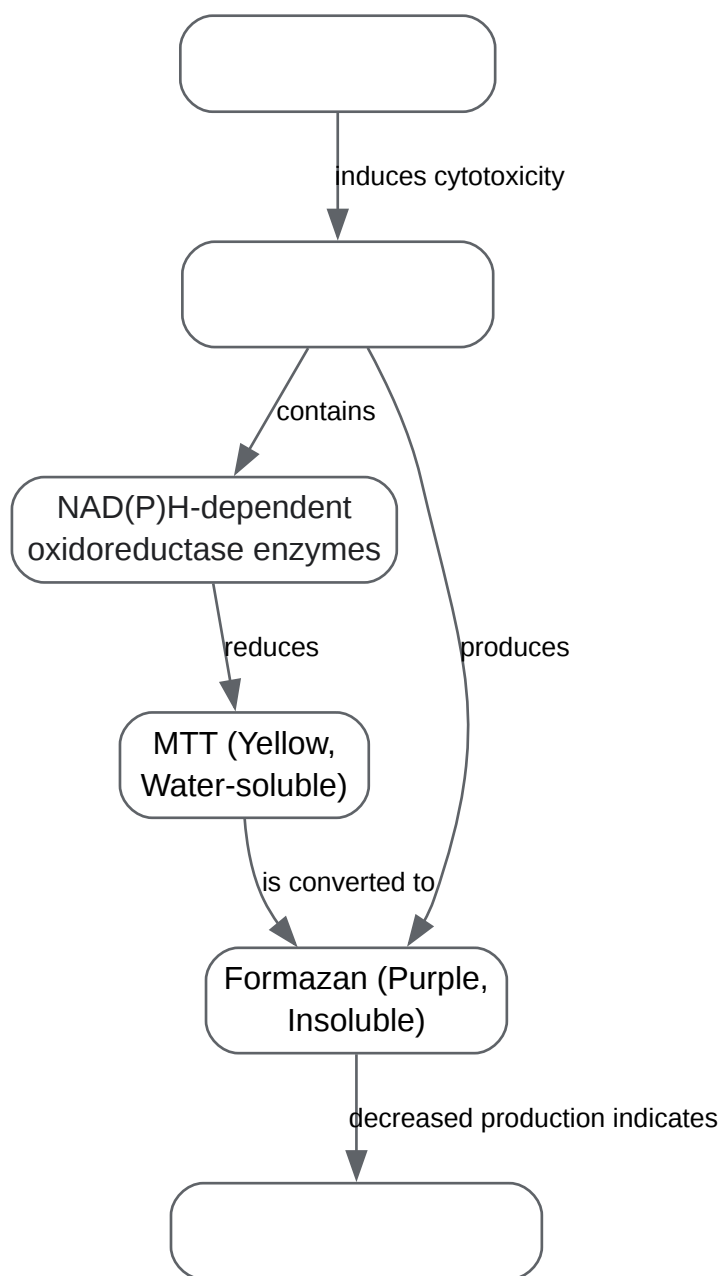 induces cytotoxicity
contains
NAD(P)H-dependent
oxidoreductase enzymes
reduces
produces
MTT (Yellow,
Water-soluble)
is converted to
Formazan (Purple,
Insoluble)
decreased production indicates